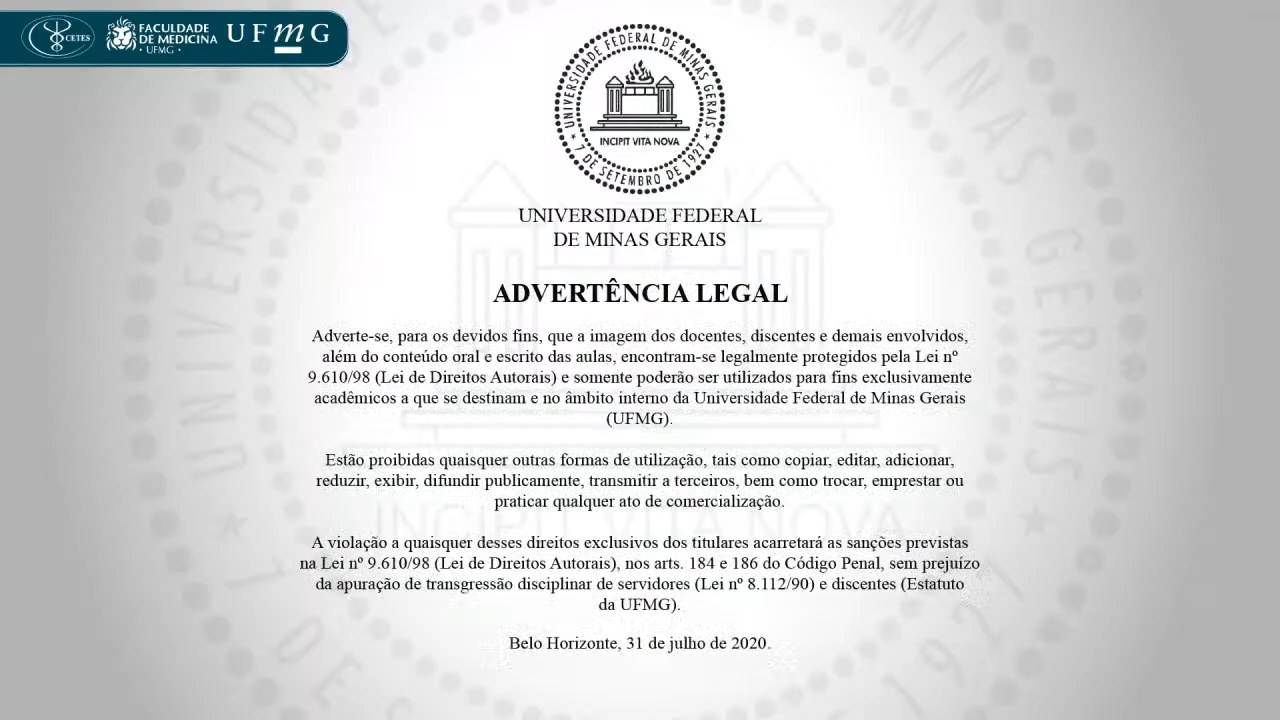 CETES
FACULDADE
DE MEDICINA
• UFMG •
UFMG
UNIVERSIDADE FEDERAL DE MINAS GERAIS
INCIPIT VITA NOVA
7 DE SETEMBRO DE 1927
UNIVERSIDADE FEDERAL
DE MINAS GERAIS
ADVERTÊNCIA LEGAL
Adverte-se, para os devidos fins, que a imagem dos docentes, discentes e demais envolvidos,
além do conteúdo oral e escrito das aulas, encontram-se legalmente protegidos pela Lei nº
9.610/98 (Lei de Direitos Autorais) e somente poderão ser utilizados para fins exclusivamente
acadêmicos a que se destinam e no âmbito interno da Universidade Federal de Minas Gerais
(UFMG).
Estão proibidas quaisquer outras formas de utilização, tais como copiar, editar, adicionar,
reduzir, exibir, difundir publicamente, transmitir a terceiros, bem como trocar, emprestar ou
praticar qualquer ato de comercialização.
A violação a quaisquer desses direitos exclusivos dos titulares acarretará as sanções previstas
na Lei nº 9.610/98 (Lei de Direitos Autorais), nos arts. 184 e 186 do Código Penal, sem prejuízo
da apuração de transgressão disciplinar de servidores (Lei nº 8.112/90) e discentes (Estatuto
da UFMG).
Belo Horizonte, 31 de julho de 2020.